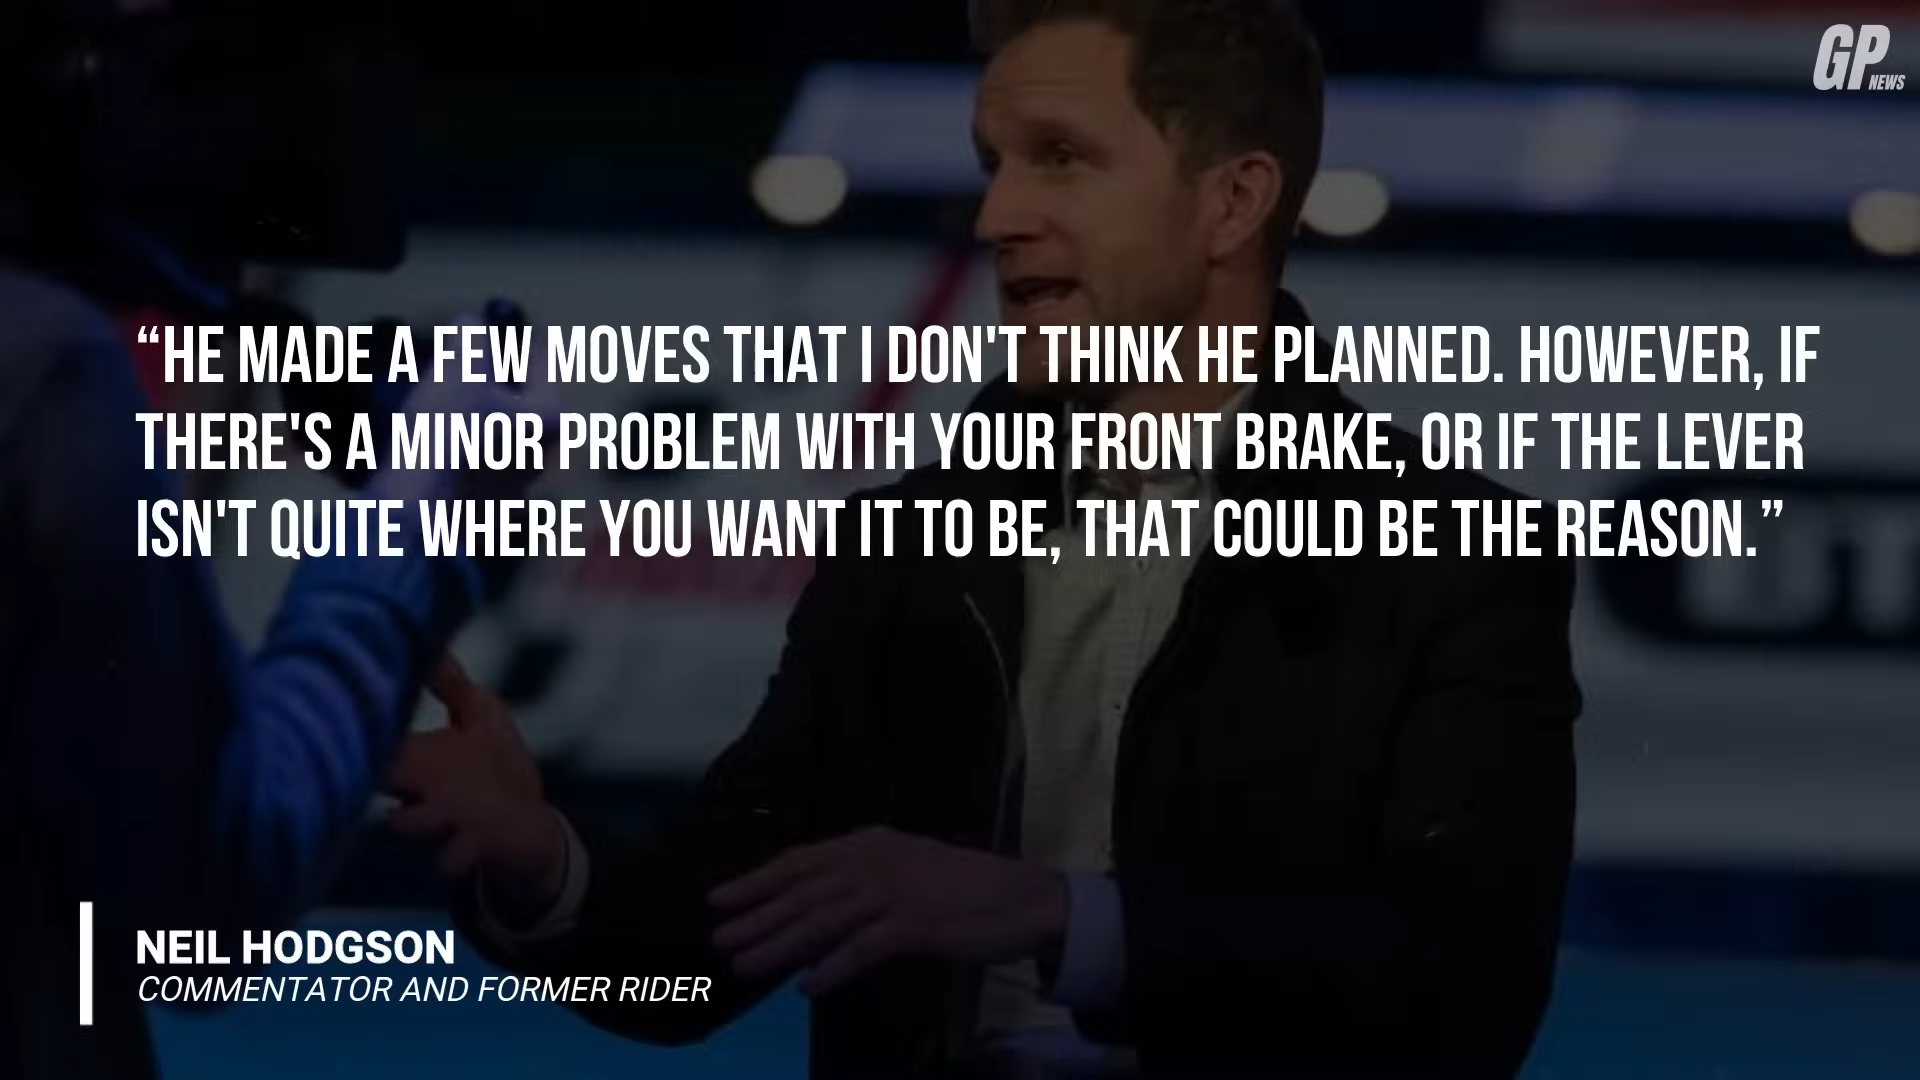 GP NEWS
“HE MADE A FEW MOVES THAT I DON'T THINK HE PLANNED. HOWEVER, IF
THERE'S A MINOR PROBLEM WITH YOUR FRONT BRAKE, OR IF THE LEVER
ISN'T QUITE WHERE YOU WANT IT TO BE, THAT COULD BE THE REASON.”
NEIL HODGSON
COMMENTATOR AND FORMER RIDER